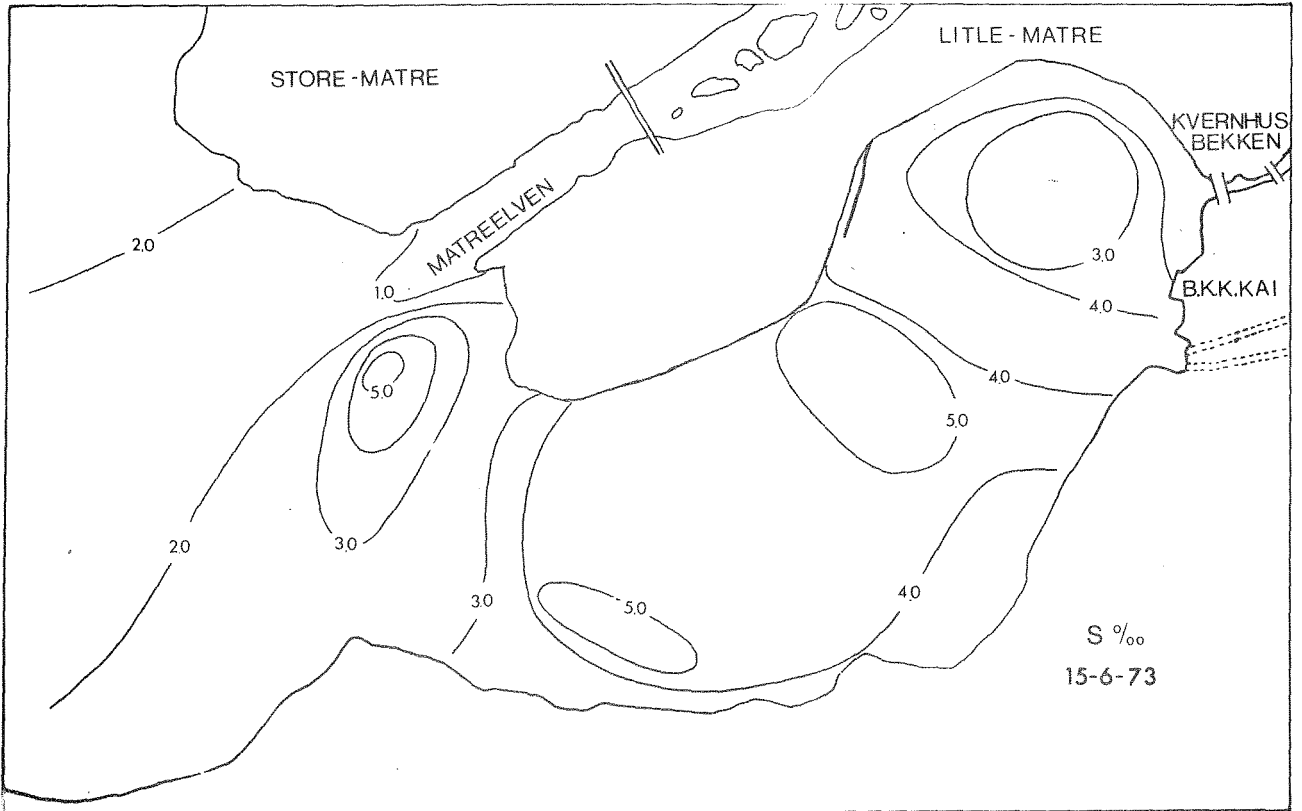 LITLE-MATRE
STORE-MATRE
KVERNHUS
BEKKEN
MATREELVEN
2.0
3.0
1.0
B.K.K.KAI
4.0
4.0
5.0
5.0
2.0
3.0
3.0
5.0
4.0
S ‰
15-6-73